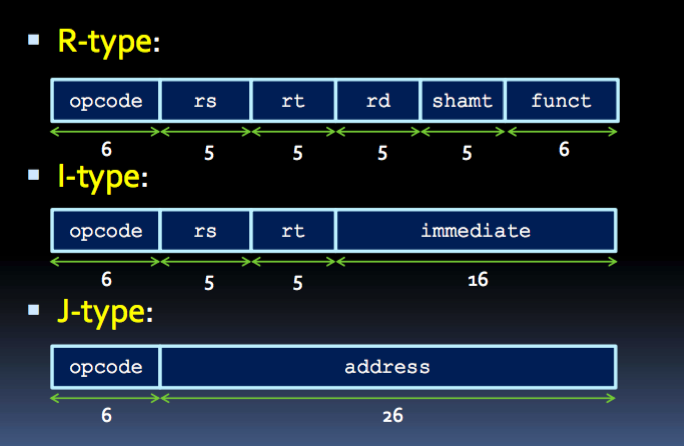 R-type:
opcode rs rt rd shamt funct
6 5 5 5 5 6
I-type:
opcode rs rt immediate
6 5 5 16
J-type:
opcode address
6 26